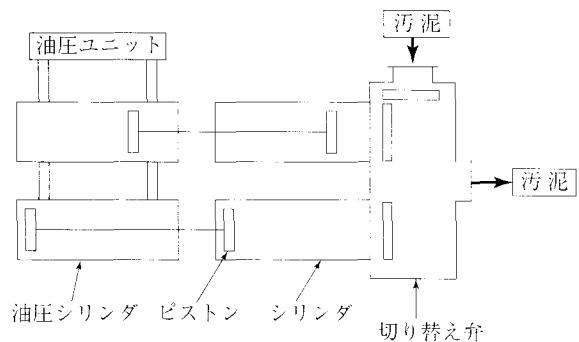 汚泥
油圧ユニット
汚泥
油圧シリンダ ピストン シリンダ
切り替え弁